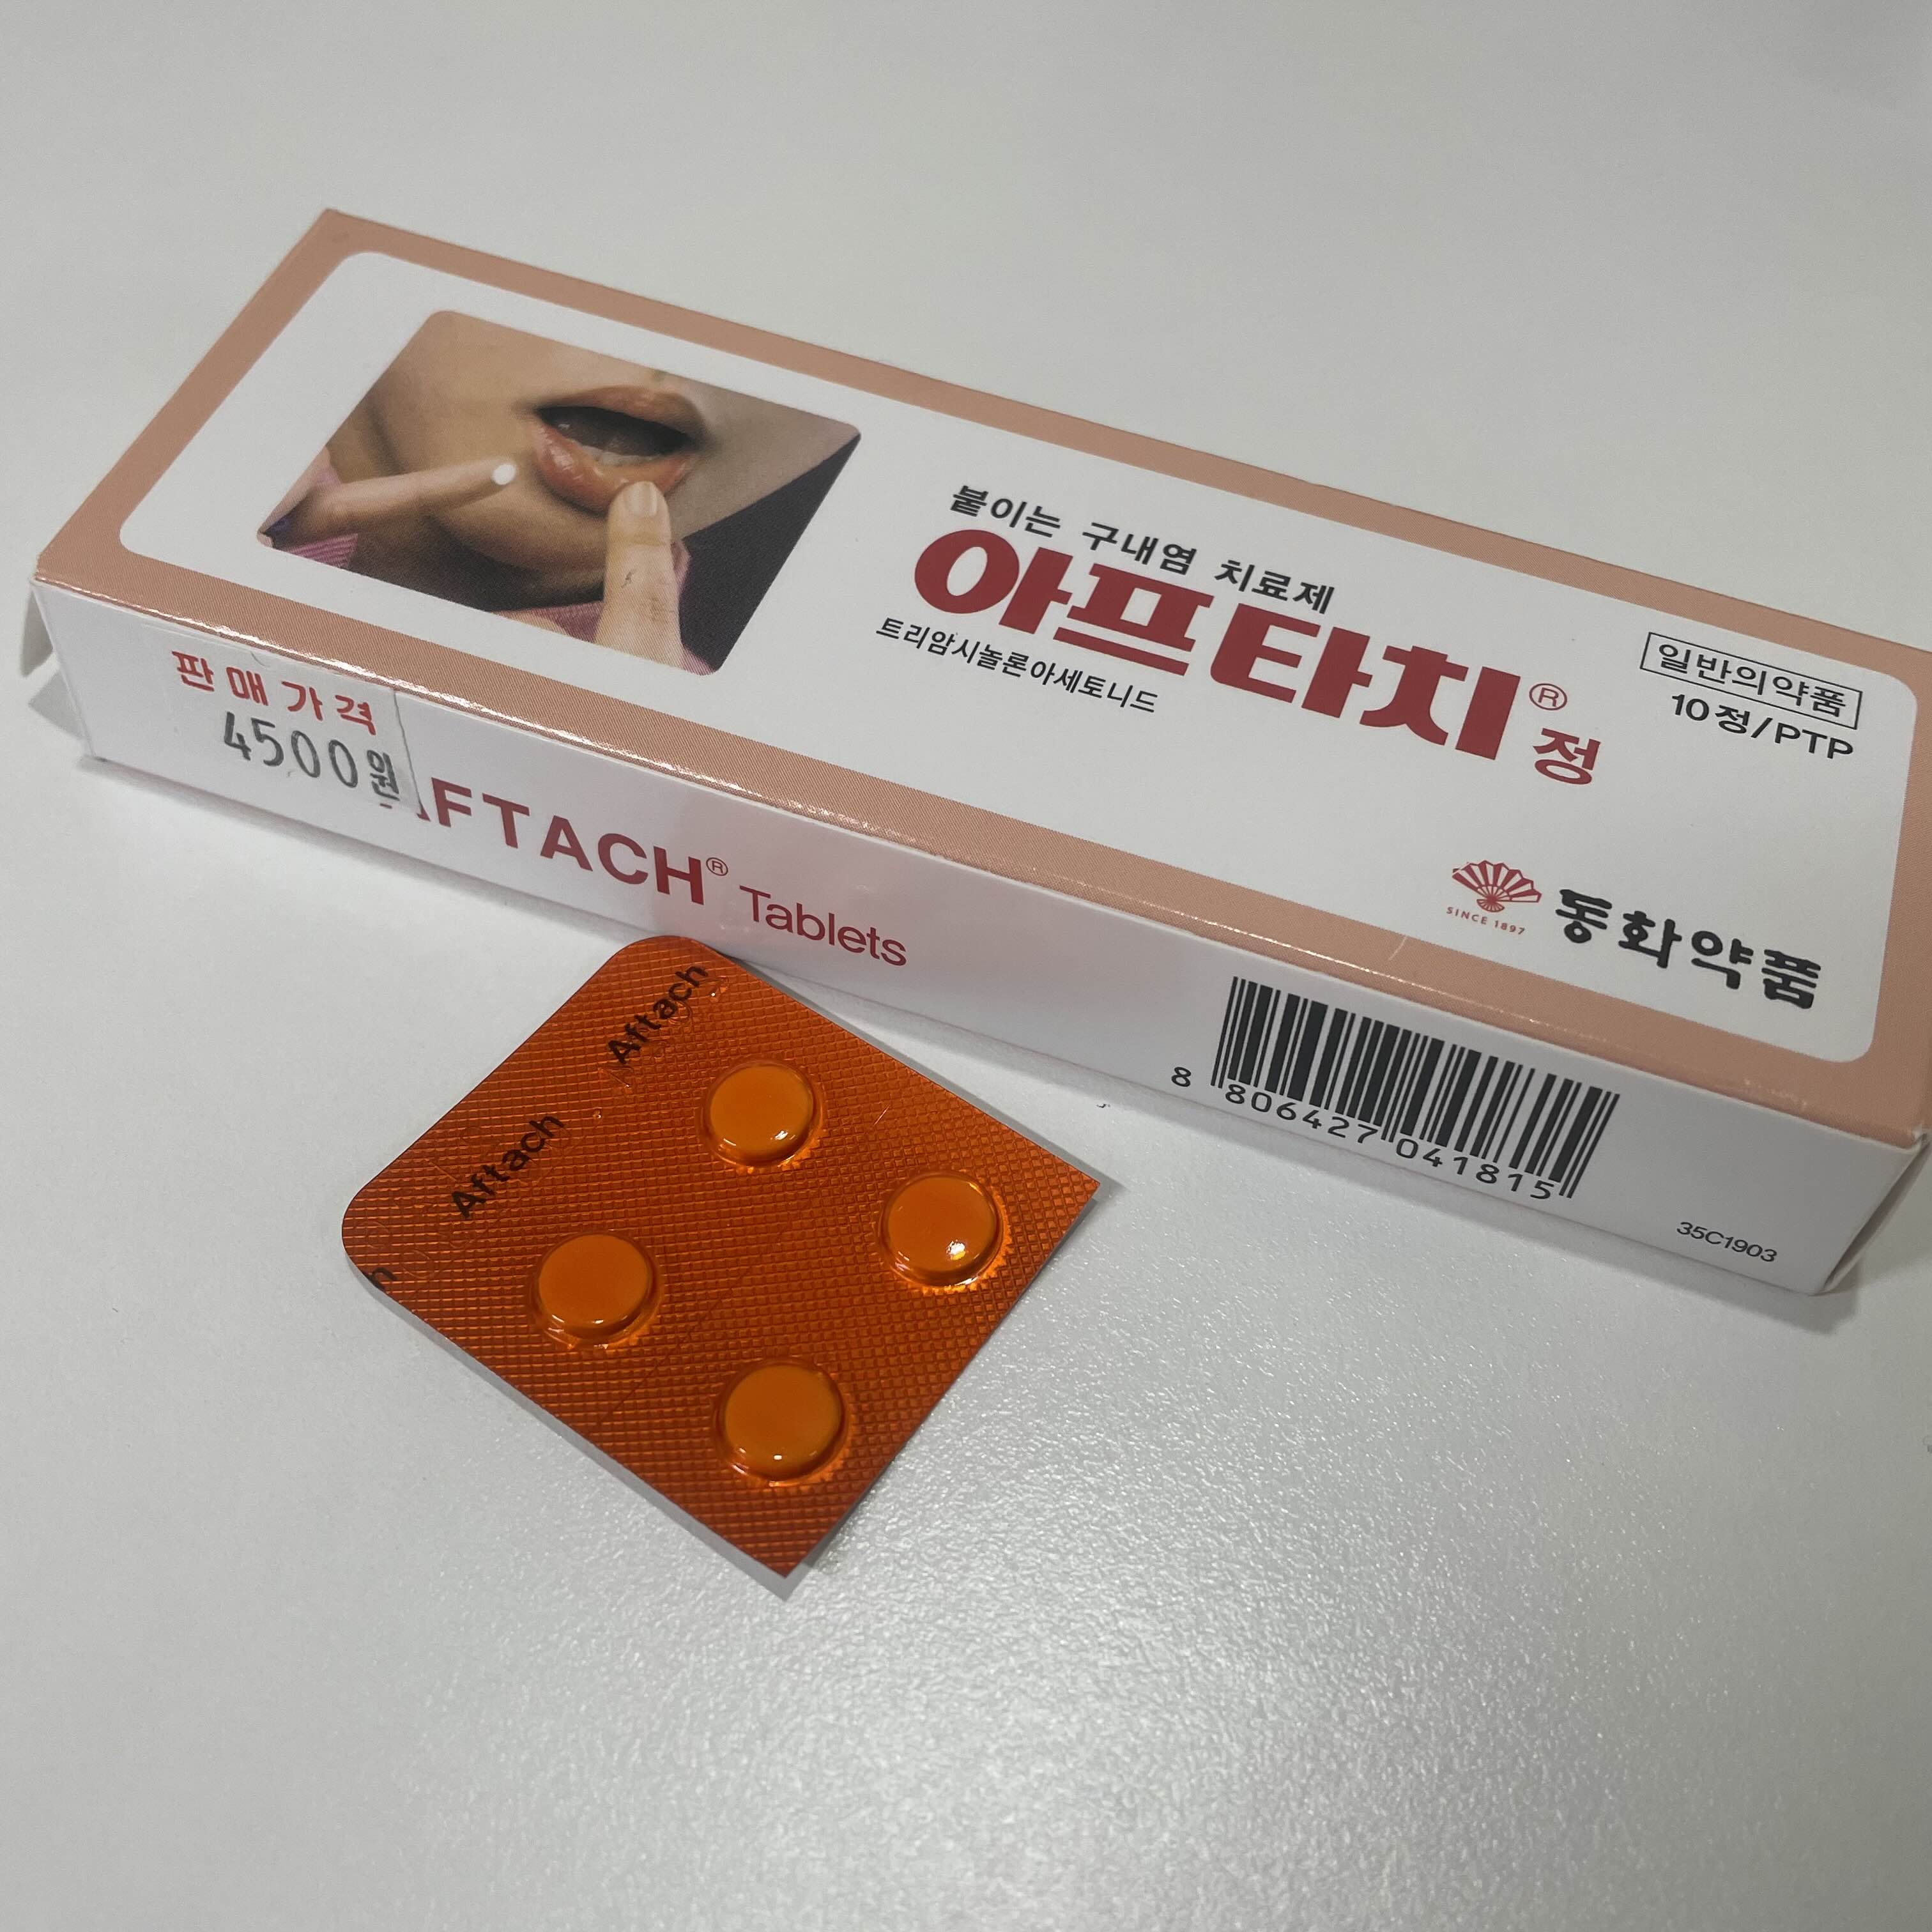 붙이는 구내염 치료제
아프타치® 정
트리암시놀론아세토니드
일반의약품
10정/PTP
SINCE 1897
동화약품
판매가격
4500원
AFTACH® Tablets
8 806427 041815
35C1903
Aftach
Aftach
h